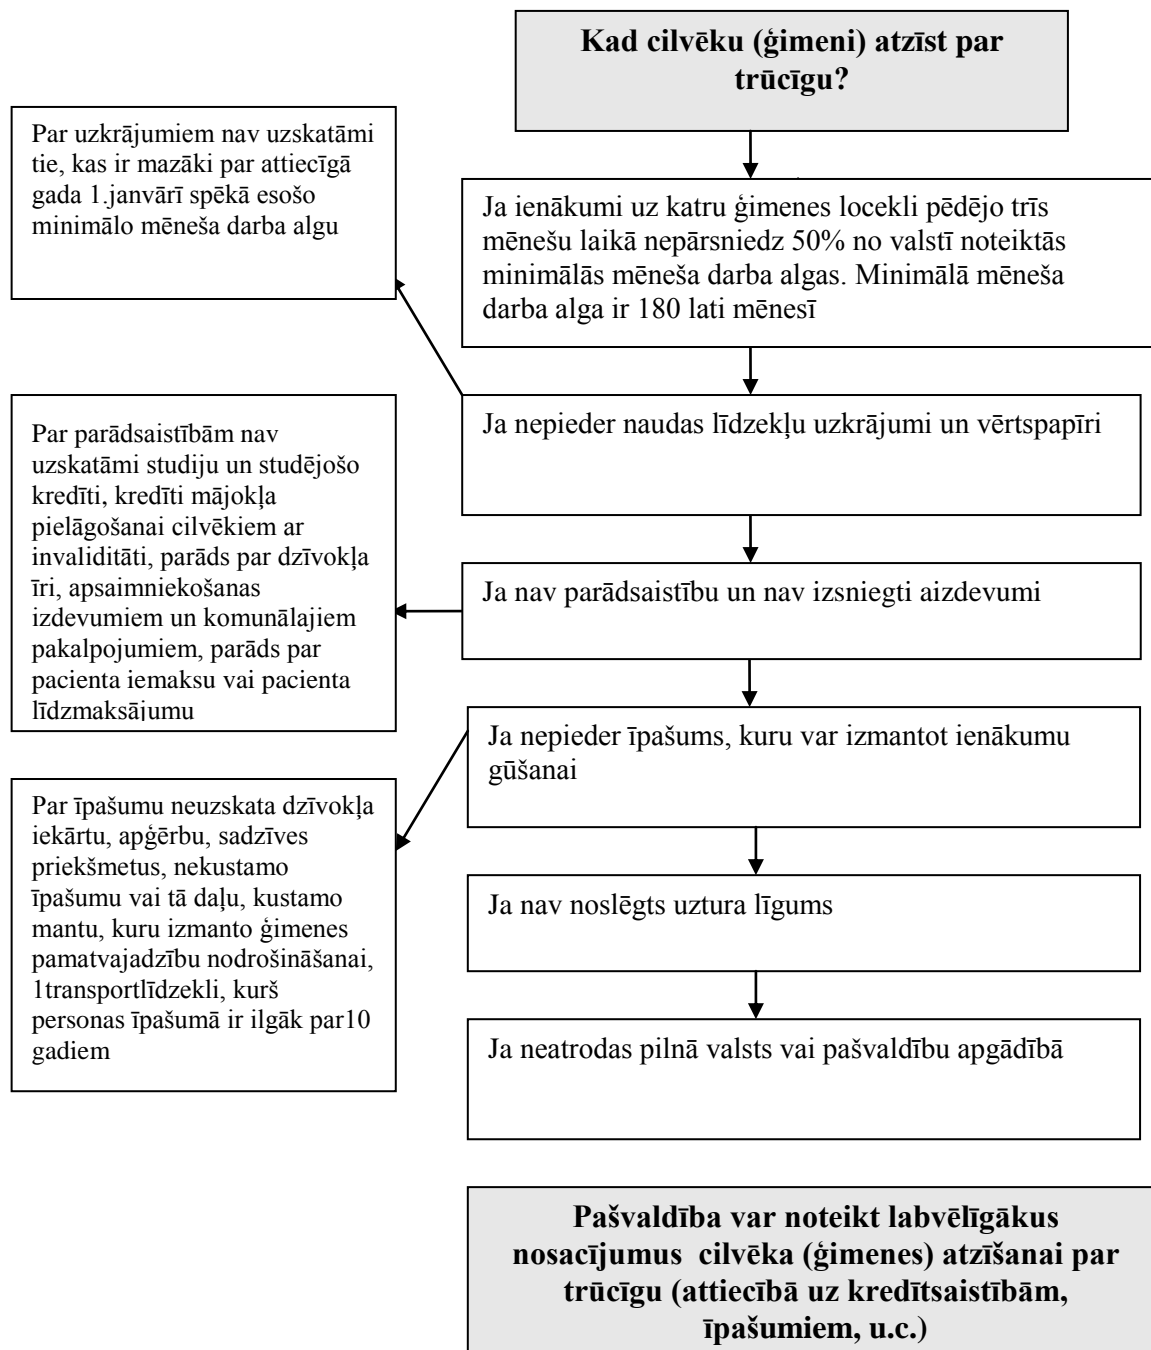 Kad cilvēku (ģimeni) atzīst par
trūcīgu?
Par uzkrājumiem nav uzskatāmi
tie, kas ir mazāki par attiecīgā
gada 1.janvārī spēkā esošo
minimālo mēneša darba algu
Ja ienākumi uz katru ģimenes locekli pēdējo trīs
mēnešu laikā nepārsniedz 50% no valstī noteiktās
minimālās mēneša darba algas. Minimālā mēneša
darba alga ir 180 lati mēnesī
Ja nepieder naudas līdzekļu uzkrājumi un vērtspapīri
Par parādsaistībām nav
uzskatāmi studiju un studējošo
kredīti, kredīti mājokļa
pielāgošanai cilvēkiem ar
invaliditāti, parāds par dzīvokļa
īri, apsaimniekošanas
izdevumiem un komunālajiem
pakalpojumiem, parāds par
pacienta iemaksu vai pacienta
līdzmaksājumu
Ja nav parādsaistību un nav izsniegti aizdevumi
Ja nepieder īpašums, kuru var izmantot ienākumu
gūšanai
Par īpašumu neuzskata dzīvokļa
iekārtu, apģērbu, sadzīves
priekšmetus, nekustamo
īpašumu vai tā daļu, kustamo
mantu, kuru izmanto ģimenes
pamatvajadzību nodrošināšanai,
1transportlīdzekli, kurš
personas īpašumā ir ilgāk par10
gadiem
Ja nav noslēgts uztura līgums
Ja neatrodas pilnā valsts vai pašvaldību apgādībā
Pašvaldība var noteikt labvēlīgākus
nosacījumus cilvēka (ģimenes) atzīšanai par
trūcīgu (attiecībā uz kredītsaistībām,
īpašumiem, u.c.)